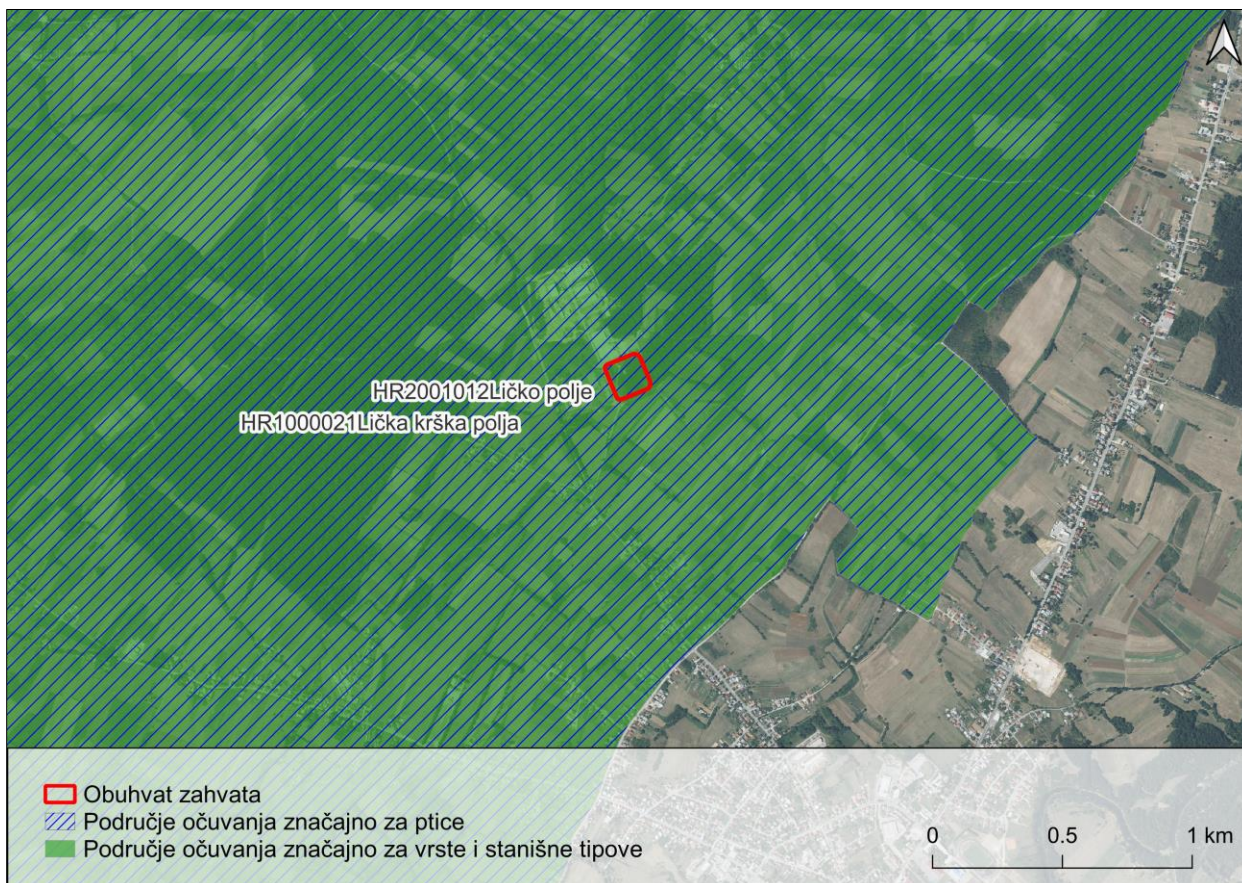 HR2001012Ličko polje
HR1000021Lička krška polja
Obuhvat zahvata
Područje očuvanja značajno za ptice
Područje očuvanja značajno za vrste i stanišne tipove
0 0.5 1 km